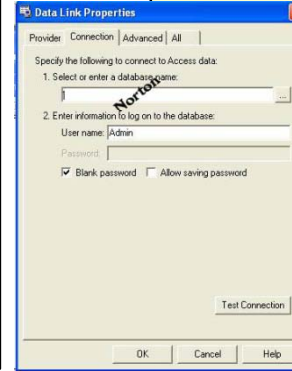 Data Link Properties
Provider Connection Advanced All
Specify the following to connect to Access data:
1. Select or enter a database name:
...
Norton
2. Enter information to log on to the database:
User name: Admin
Password:
Blank password Allow saving password
Test Connection
OK Cancel Help